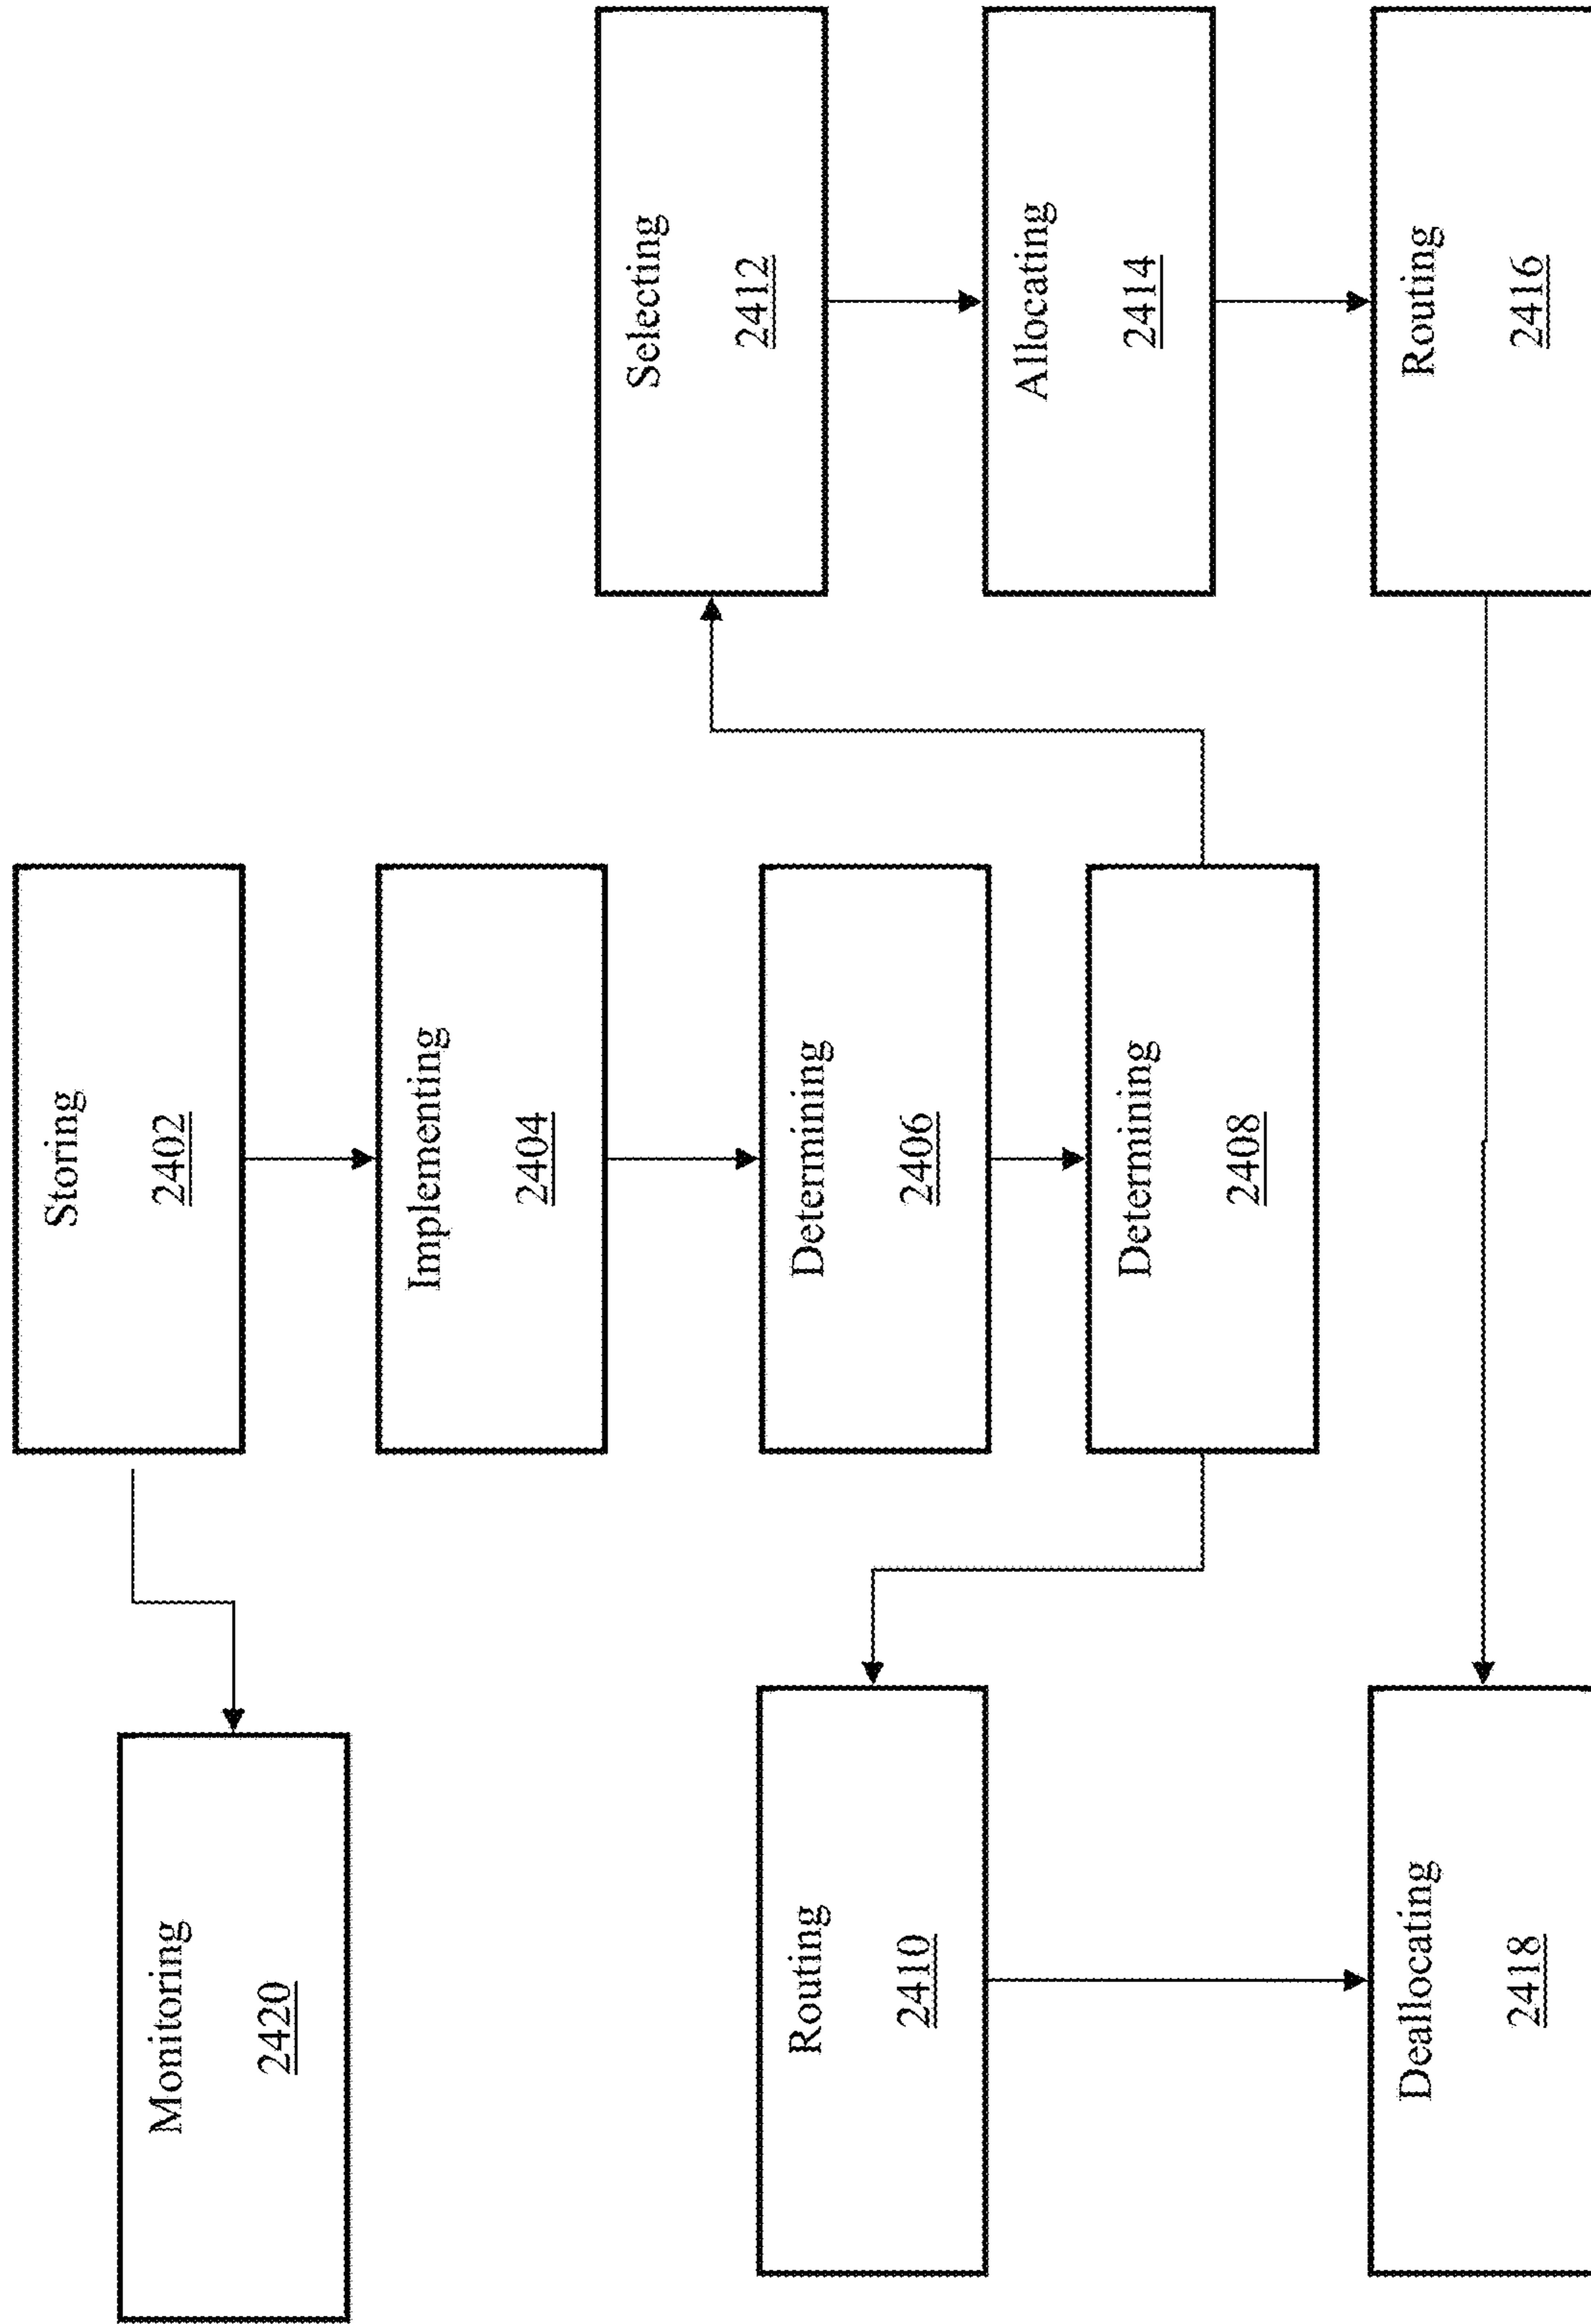 Storing
2402
Monitoring
2420
Implementing
2404
Determining
2406
Determining
2408
Routing
2410
Selecting
2412
Allocating
2414
Routing
2416
Deallocating
2418